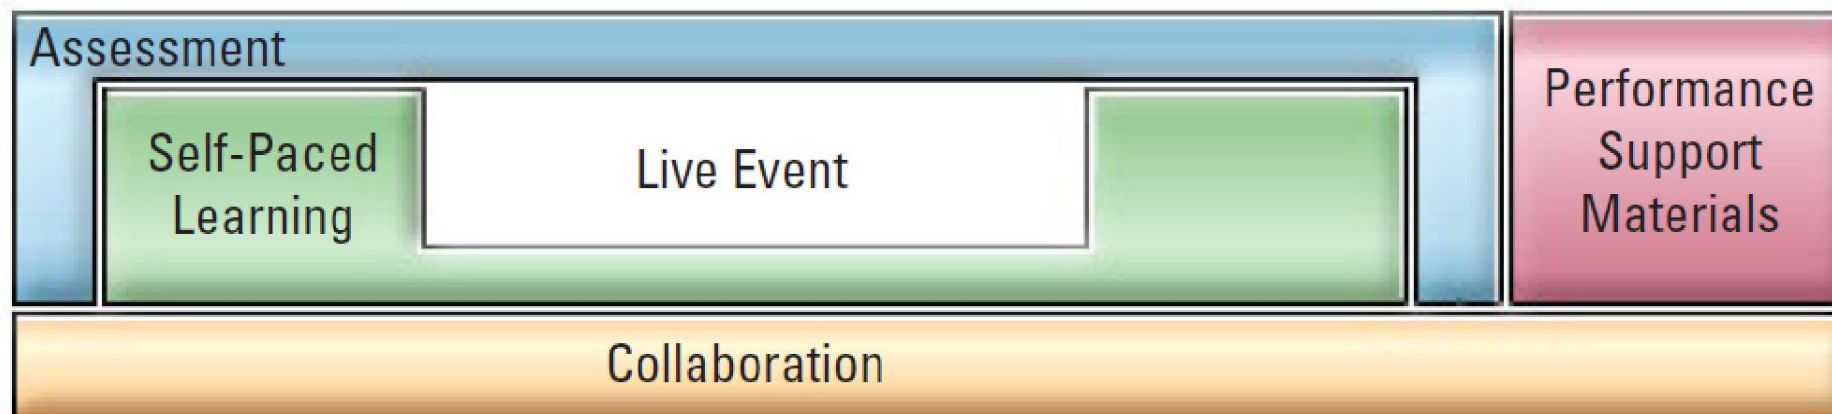 Assessment
Self-Paced
Learning
Live Event
Performance
Support
Materials
Collaboration